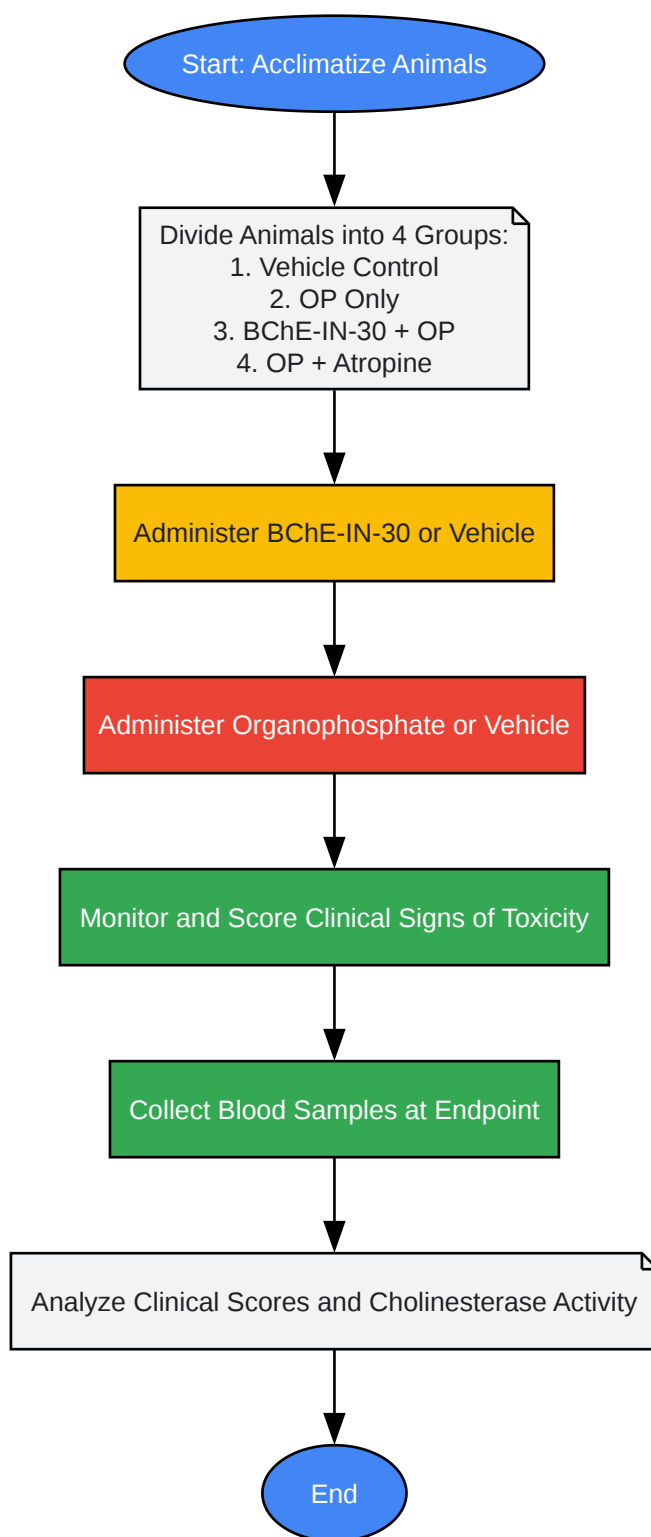 Start: Acclimatize Animals
Divide Animals into 4 Groups:
1. Vehicle Control
2. OP Only
3. BChE-IN-30 + OP
4. OP + Atropine
Administer BChE-IN-30 or Vehicle
Administer Organophosphate or Vehicle
Monitor and Score Clinical Signs of Toxicity
Collect Blood Samples at Endpoint
Analyze Clinical Scores and Cholinesterase Activity
End